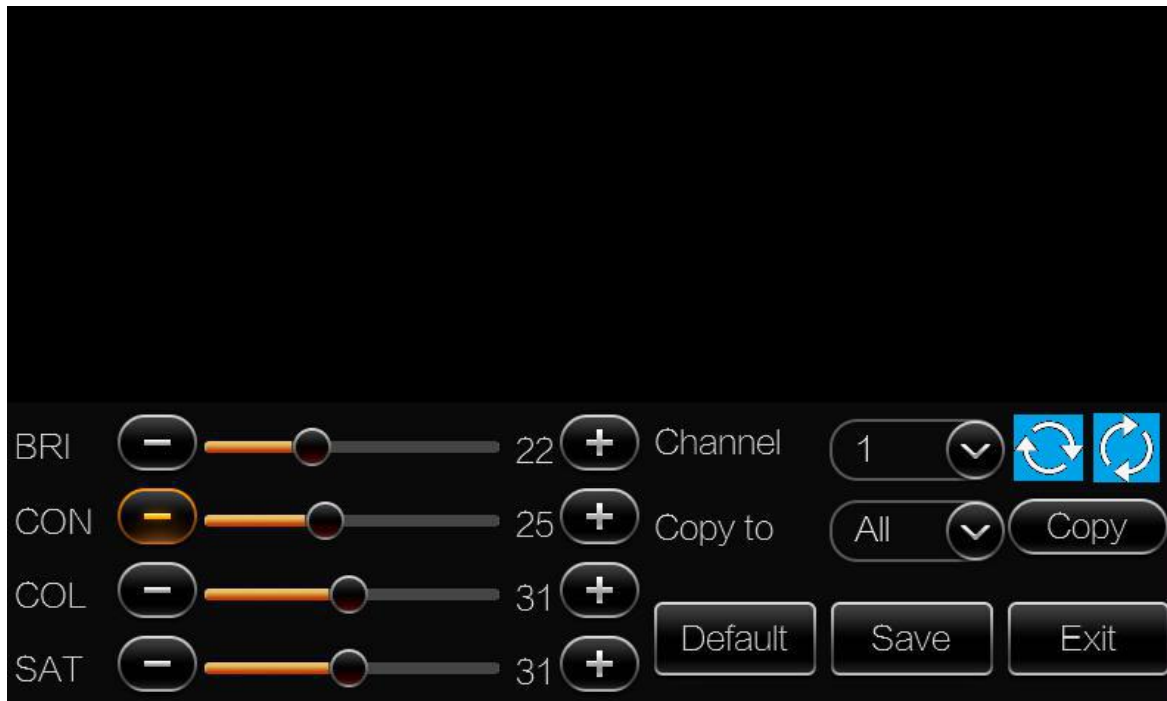 BRI 22 Channel 1
CON 25 Copy to All Copy
COL 31
SAT 31 Default Save Exit